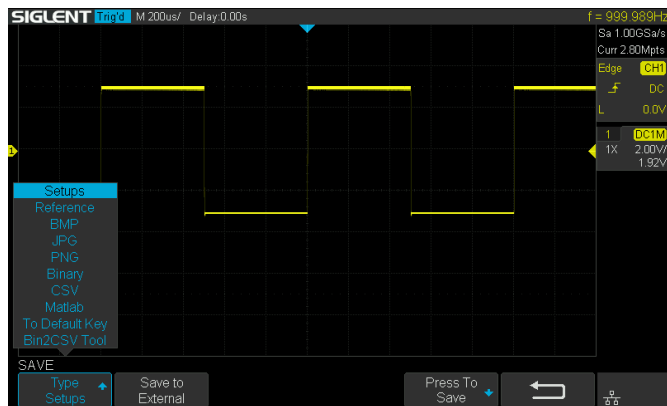 SIGLENT Trig'd M 200us/ Delay:0.00s f = 999.989Hz
Sa 1.00GSa/s
Curr 2.80Mpts
Edge CH1
DC
L 0.0V
1 DC1M
1X 2.00V/
1.92V
1
Setups
Reference
BMP
JPG
PNG
Binary
CSV
Matlab
To Default Key
Bin2CSV Tool
SAVE
Type
Setups
Save to
External
Press To
Save